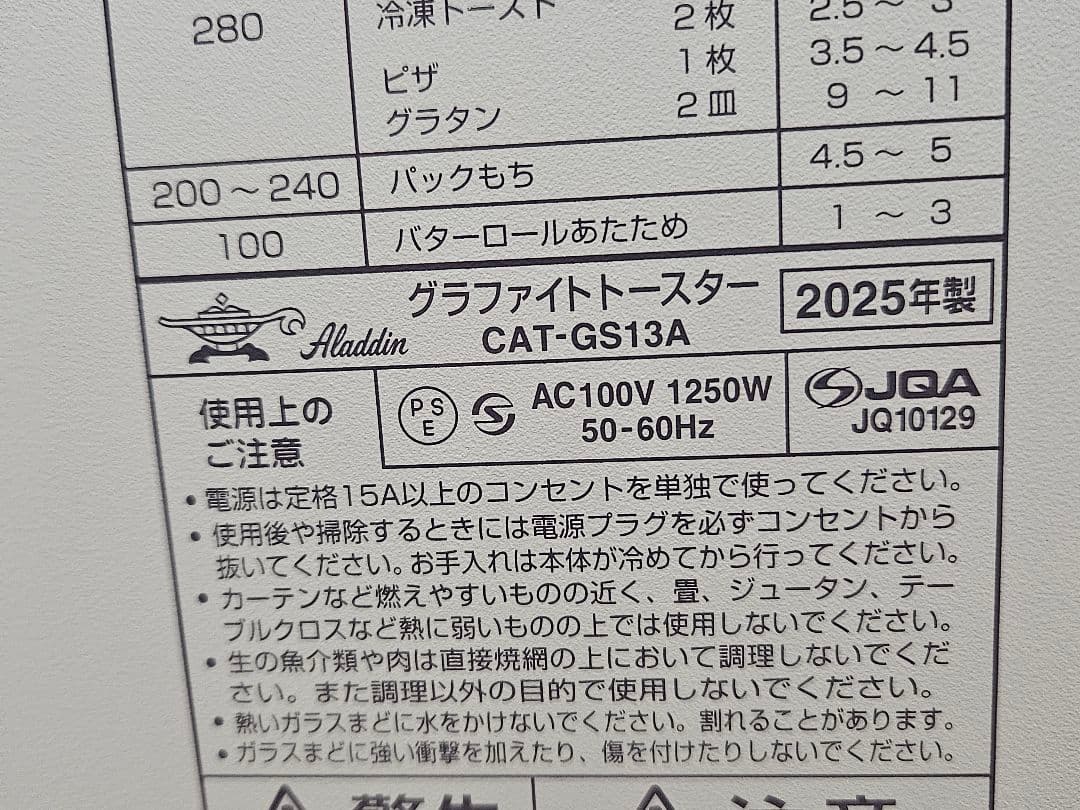 冷凍トースト 2枚 2.5～3
280
ピザ 1枚 3.5～4.5
グラタン 2皿 9～11
200～240 パックもち 4.5～5
100 バターロールあたため 1～3
Aladdin グラファイトトースター 2025年製
CAT-GS13A
使用上の
ご注意
PS
E
AC100V 1250W
50-60Hz
JQA
JQ10129
•電源は定格15A以上のコンセントを単独で使ってください。
•使用後や掃除するときには電源プラグを必ずコンセントから
抜いてください。お手入れは本体が冷めてから行ってください。
•カーテンなど燃えやすいものの近く、畳、ジュータン、テー
ブルクロスなど熱に弱いものの上では使用しないでください。
•生の魚介類や肉は直接焼網の上において調理しないでくだ
さい。また調理以外の目的で使用しないでください。
•熱いガラスまどに水をかけないでください。割れることがあります。
•ガラスまどに強い衝撃を加えたり、傷を付けたりしないでください。